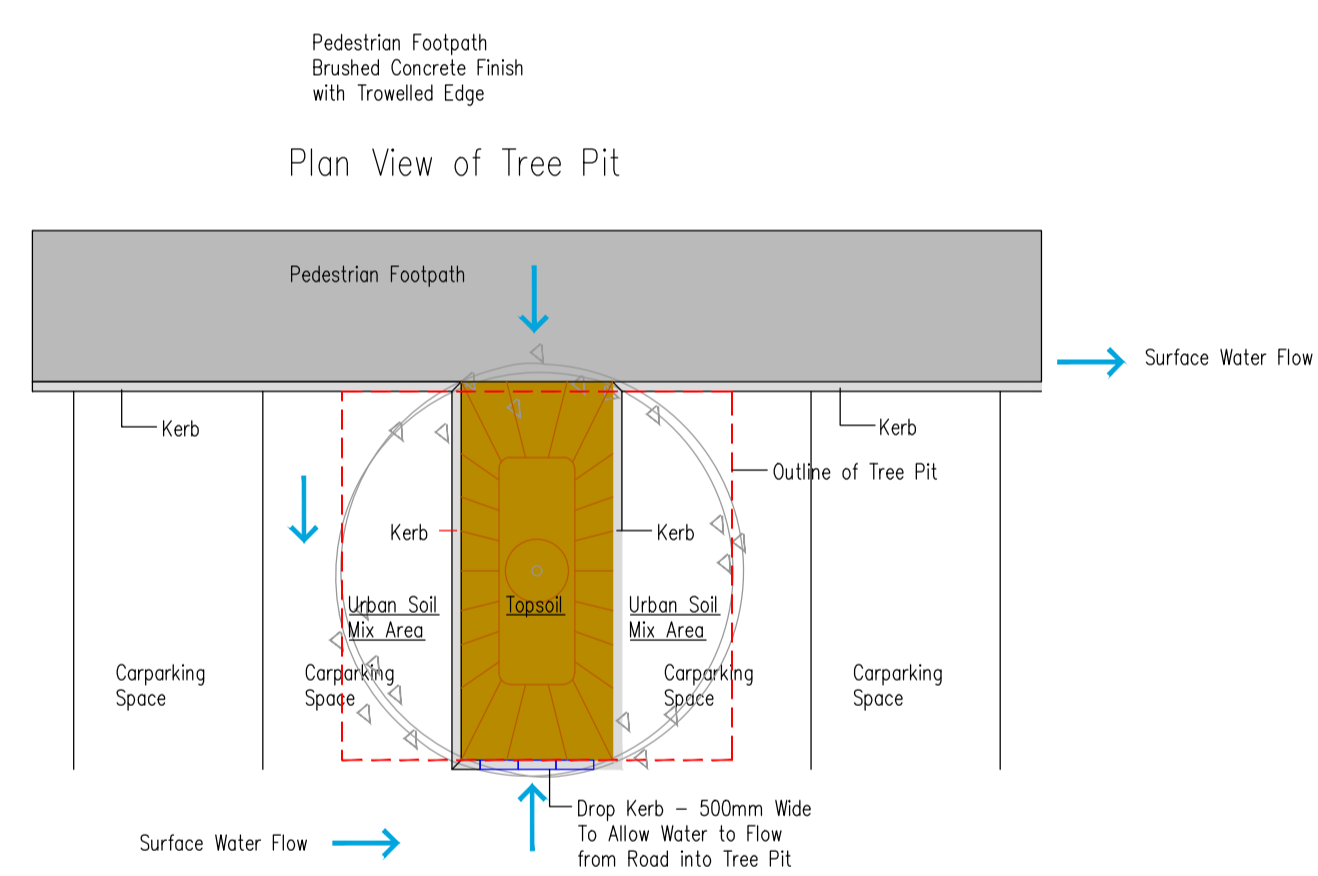 Pedestrian Footpath
Brushed Concrete Finish
with Trowelled Edge
Plan View of Tree Pit
Pedestrian Footpath
Surface Water Flow
Kerb
Kerb
Outline of Tree Pit
Kerb
Kerb
Urban Soil
Mix Area
Topsoil
Urban Soil
Mix Area
Carparking
Space
Carparking
Space
Carparking
Space
Carparking
Space
Drop Kerb - 500mm Wide
To Allow Water to Flow
from Road into Tree Pit
Surface Water Flow